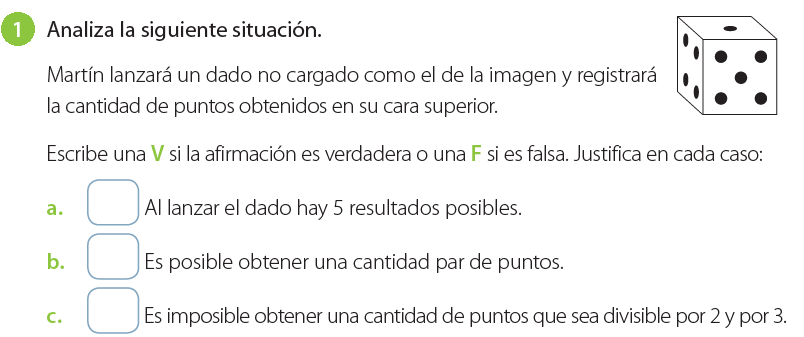 1 Analiza la siguiente situación.
Martín lanzará un dado no cargado como el de la imagen y registrará
la cantidad de puntos obtenidos en su cara superior.
Escribe una V si la afirmación es verdadera o una F si es falsa. Justifica en cada caso:
a. Al lanzar el dado hay 5 resultados posibles.
b. Es posible obtener una cantidad par de puntos.
c. Es imposible obtener una cantidad de puntos que sea divisible por 2 y por 3.